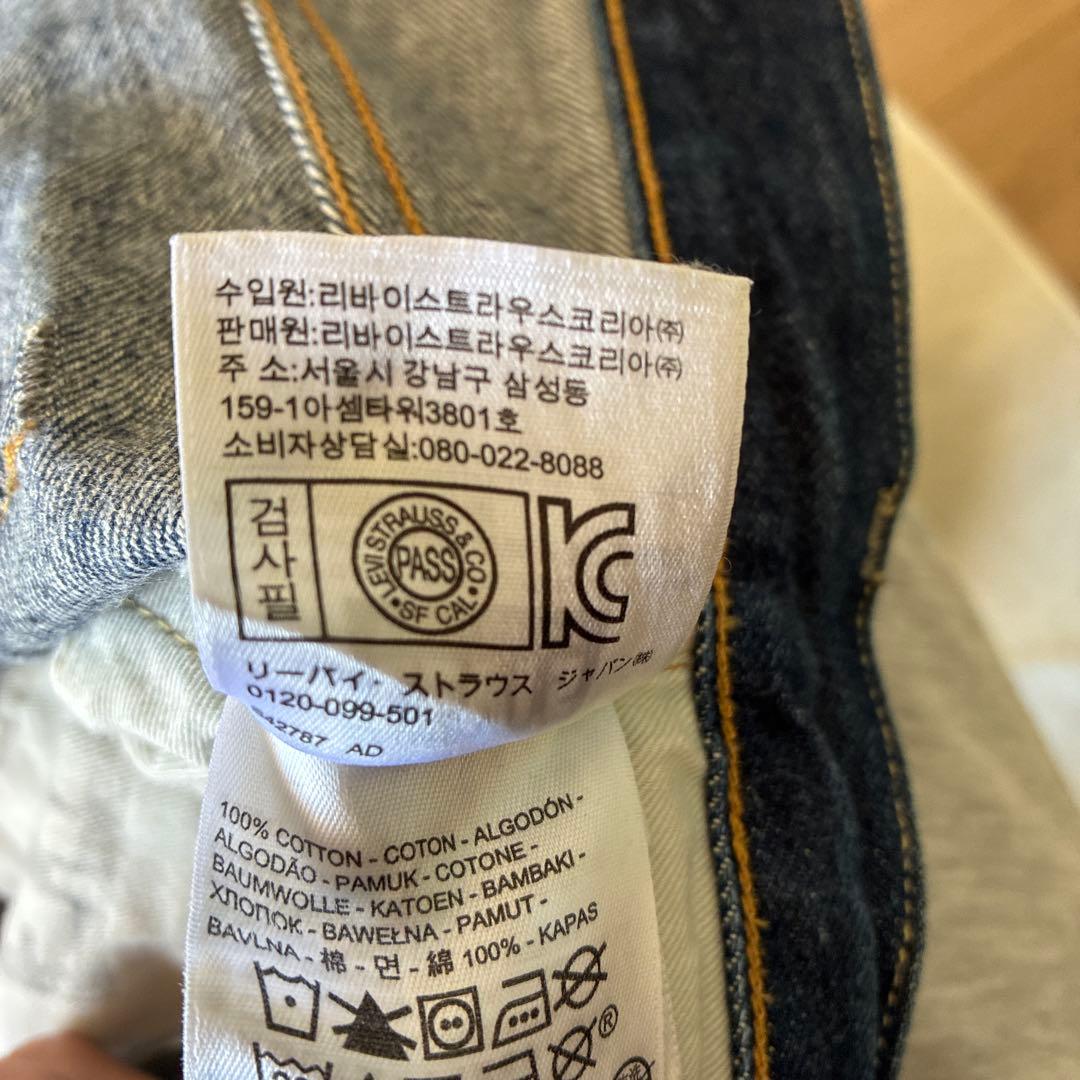 수입원:리바이스트라우스코리아㈜
판매원:리바이스트라우스코리아㈜
주 소:서울시 강남구 삼성동
159-1아셈타워3801호
소비자상담실:080-022-8088
검사필
LEVI STRAUSS & CO
PASS
• SF CAL •
KC
リーバイ・ストラウス ジャパン㈱
0120-099-501
42787 AD
100% COTTON - COTON - ALGODÓN -
ALGODÃO - PAMUK - COTONE -
BAUMWOLLE - KATOEN - BAMBAKI -
ХЛОПОК - BAWEŁNA - PAMUT -
BAVLNA - 棉 - 면 - 綿 100% - KAPAS
®